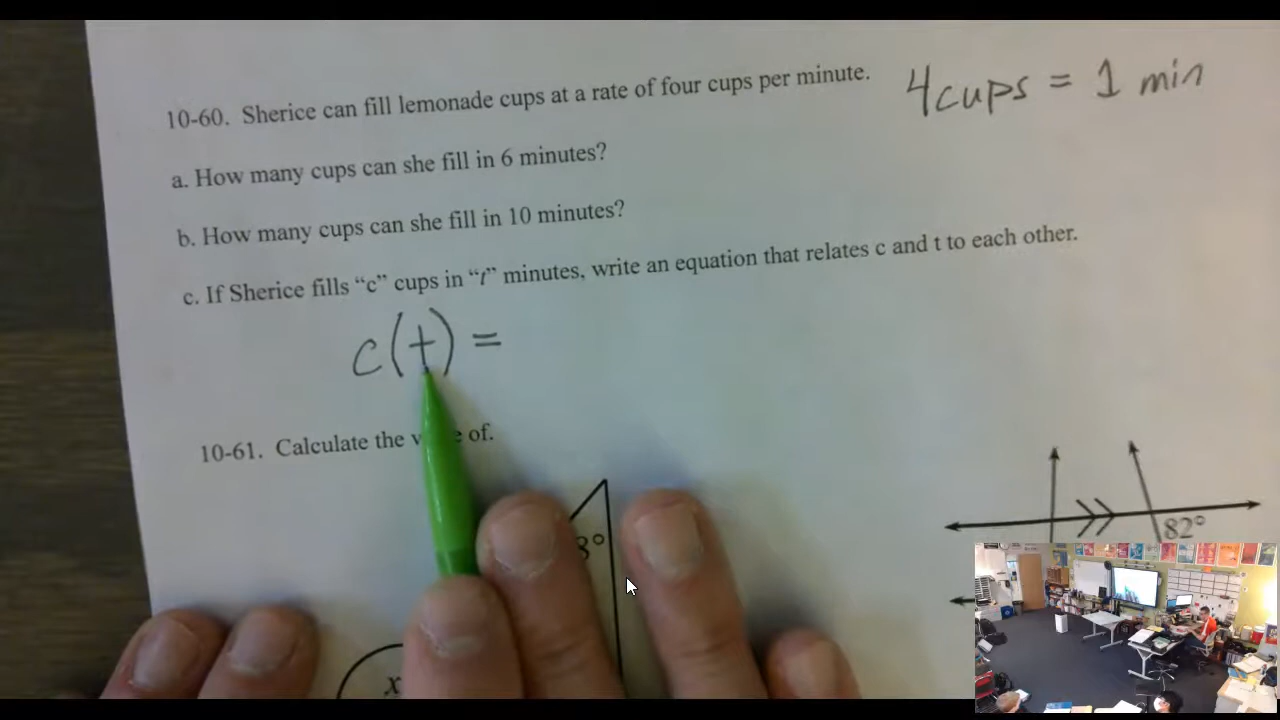 10-60. Sherice can fill lemonade cups at a rate of four cups per minute. 4cups = 1 min
a. How many cups can she fill in 6 minutes?
b. How many cups can she fill in 10 minutes?
c. If Sherice fills “c” cups in “t” minutes, write an equation that relates c and t to each other.
c(t) =
10-61. Calculate the v e of.
8°
82°
x